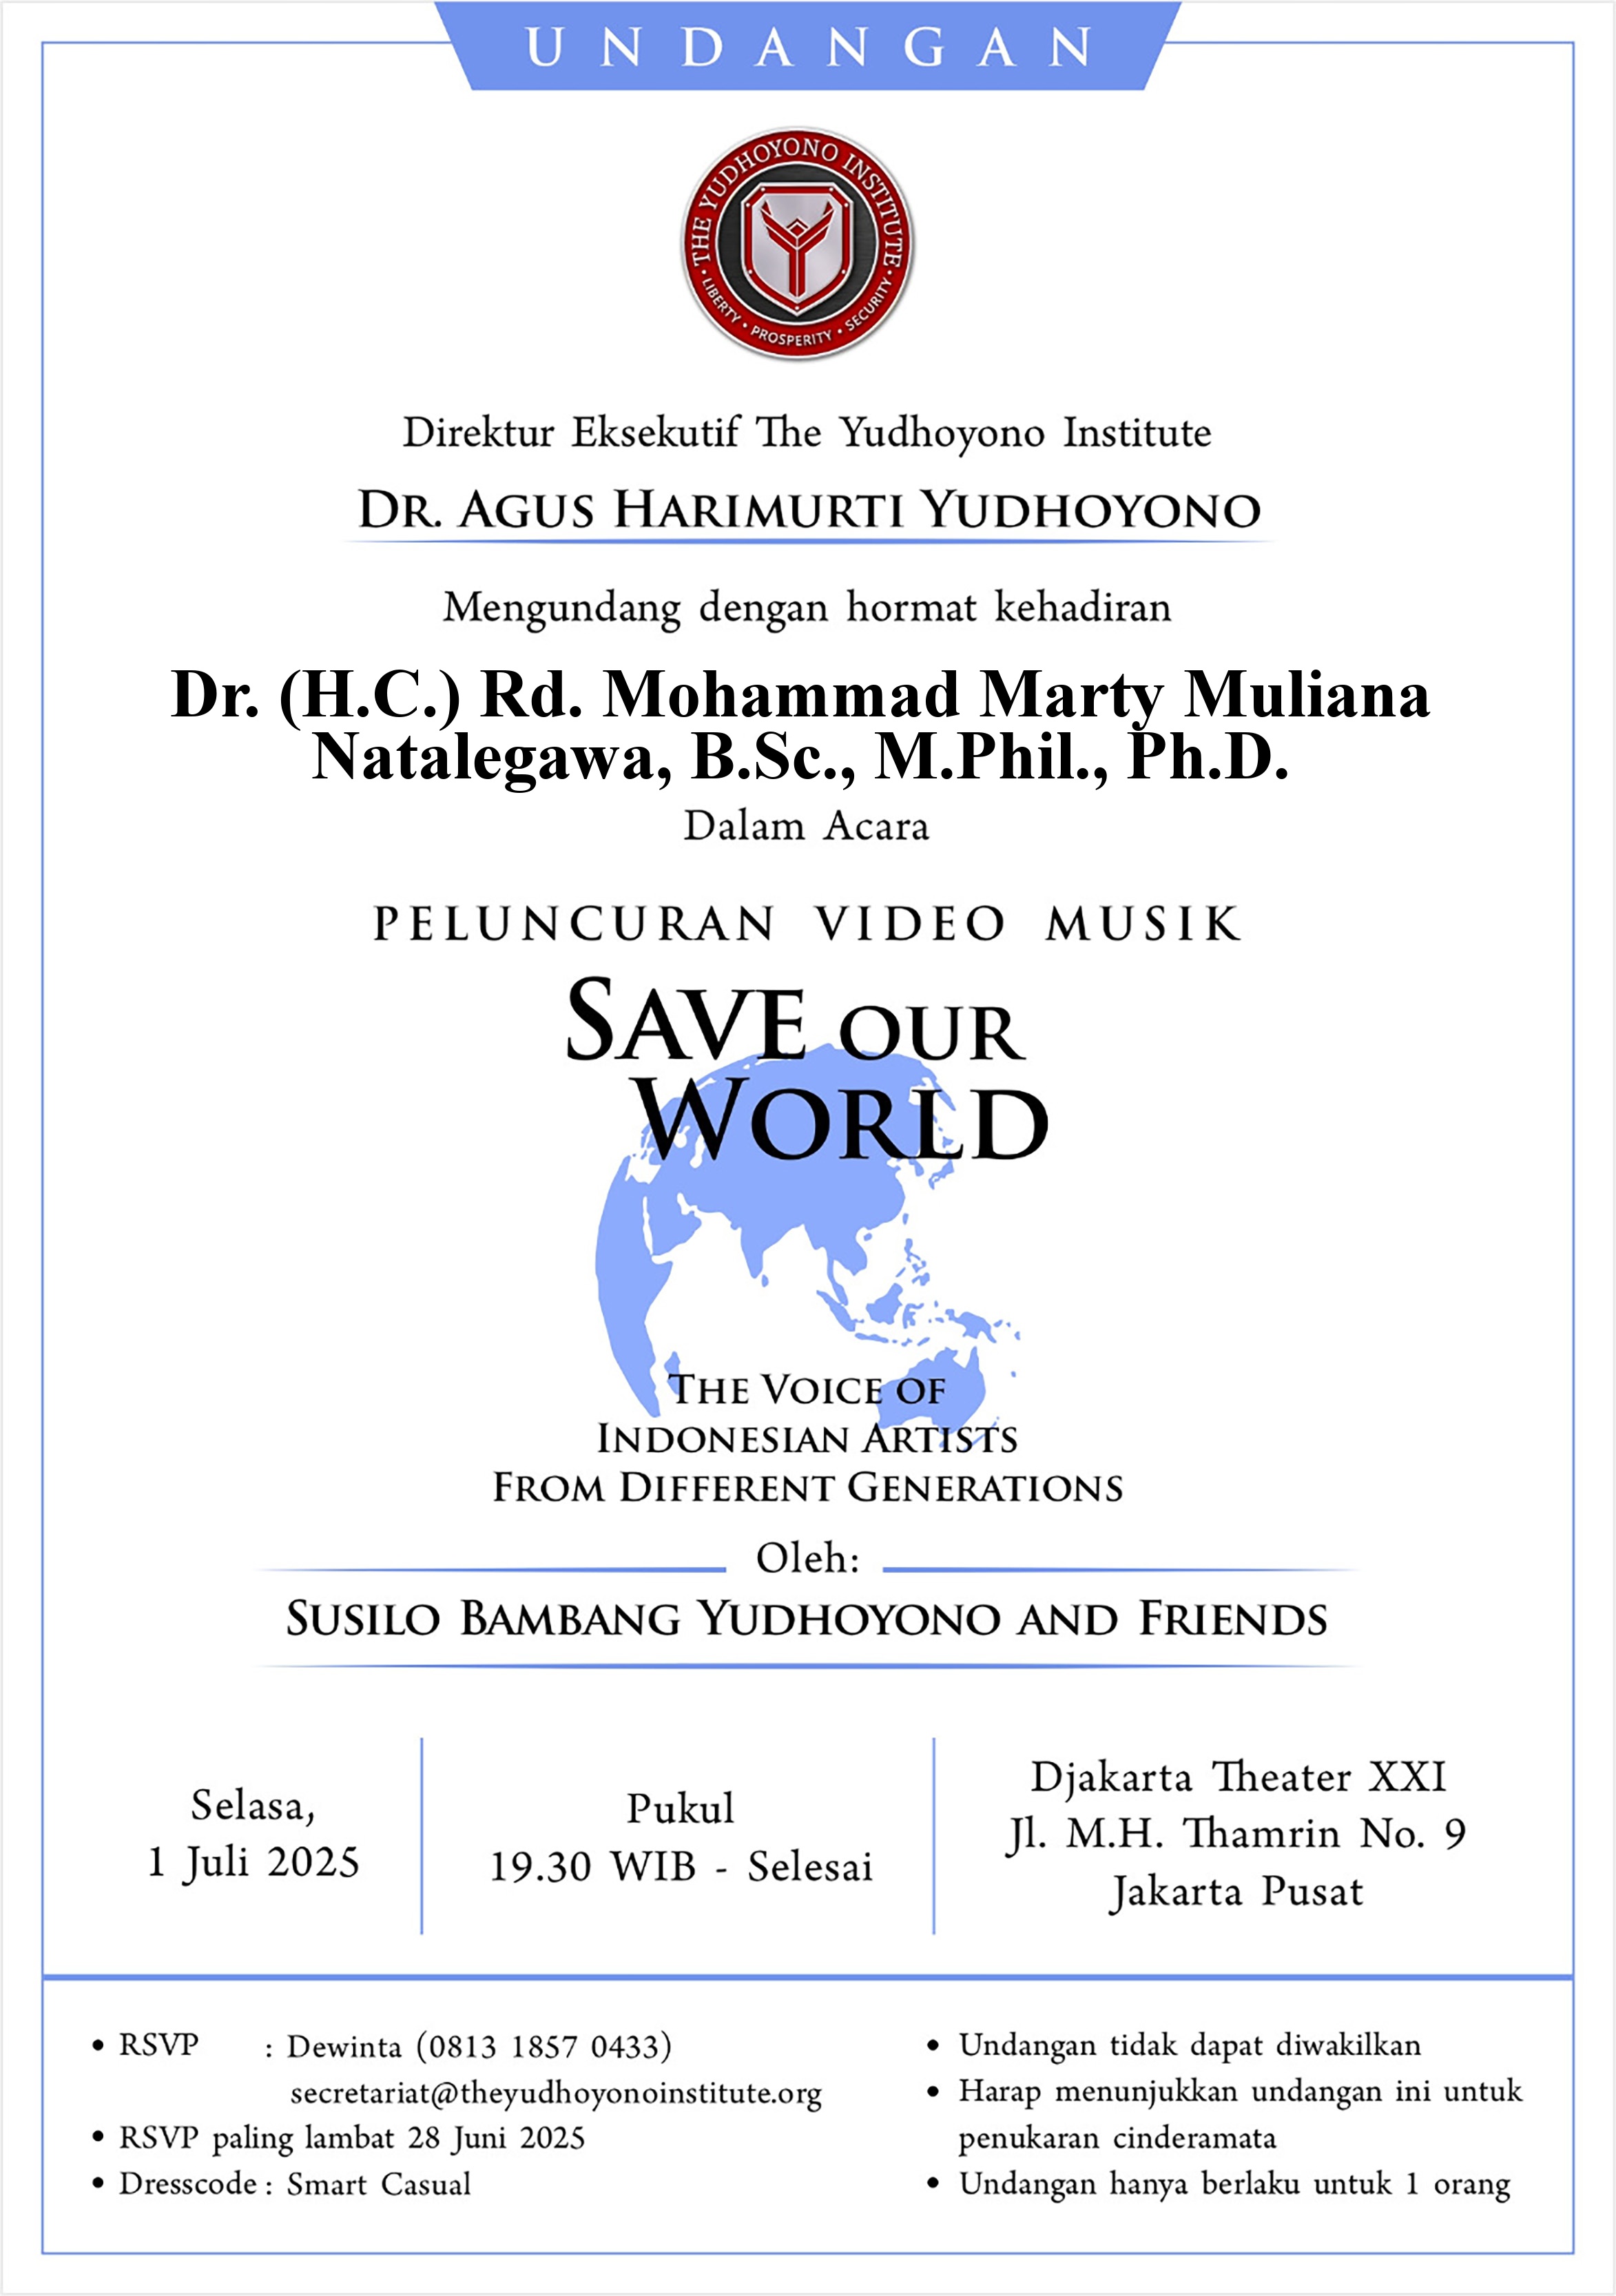 UNDANGAN
THE YUDHOYONO INSTITUTE
LIBERTY • PROSPERITY • SECURITY
Direktur Eksekutif The Yudhoyono Institute
DR. AGUS HARIMURTI YUDHOYONO
Mengundang dengan hormat kehadiran
Dr. (H.C.) Rd. Mohammad Marty Muliana
Natalegawa, B.Sc., M.Phil., Ph.D.
Dalam Acara
PELUNCURAN VIDEO MUSIK
SAVE OUR
WORLD
THE VOICE OF
INDONESIAN ARTISTS
FROM DIFFERENT GENERATIONS
Oleh:
SUSILO BAMBANG YUDHOYONO AND FRIENDS
Selasa,
1 Juli 2025
Pukul
19.30 WIB - Selesai
Djakarta Theater XXI
Jl. M.H. Thamrin No. 9
Jakarta Pusat
• RSVP : Dewinta (0813 1857 0433)
secretariat@theyudhoyonoinstitute.org
• RSVP paling lambat 28 Juni 2025
• Dresscode : Smart Casual
• Undangan tidak dapat diwakilkan
• Harap menunjukkan undangan ini untuk
penukaran cinderamata
• Undangan hanya berlaku untuk 1 orang